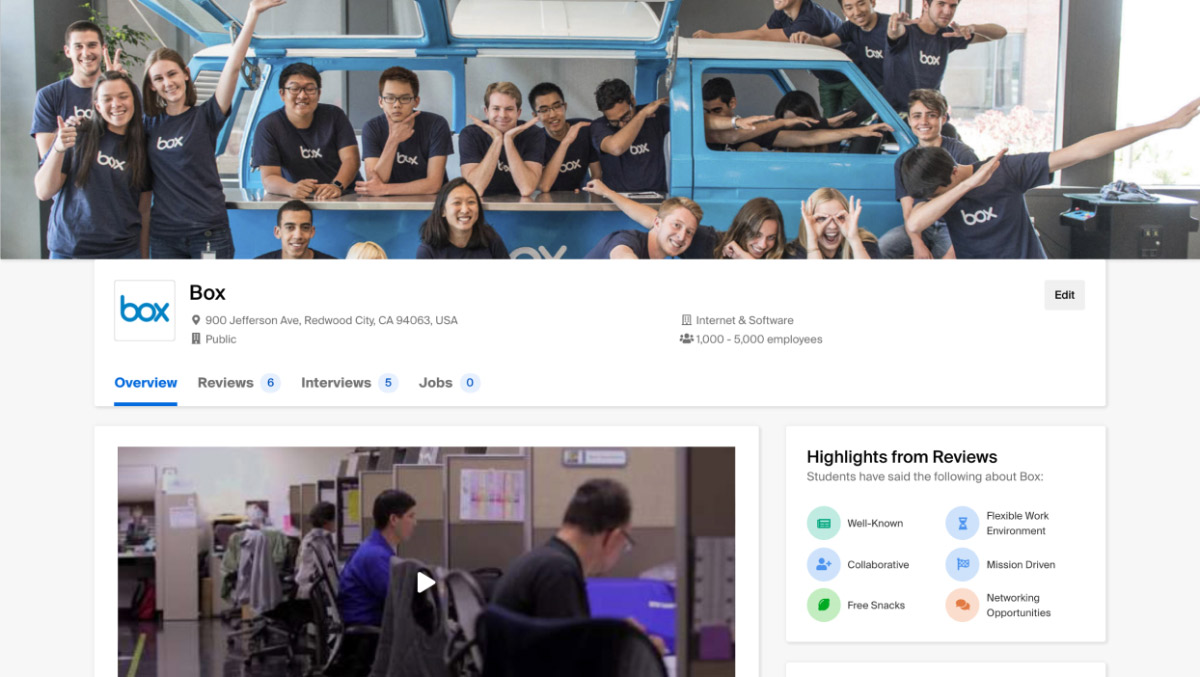 box
box
box
box
box
box
box
box
box
box
box
box
Box
Edit
900 Jefferson Ave, Redwood City, CA 94063, USA
Internet & Software
Public
1,000 - 5,000 employees
Overview
Reviews 6
Interviews 5
Jobs 0
Highlights from Reviews
Students have said the following about Box:
Well-Known
Flexible Work
Environment
Collaborative
Mission Driven
Free Snacks
Networking
Opportunities